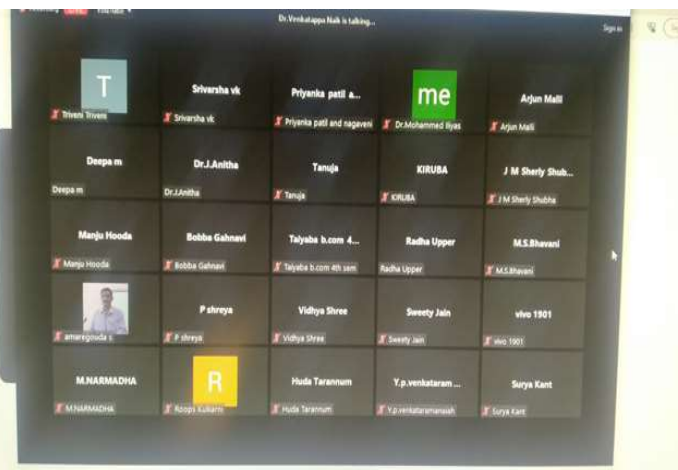 Dr.Venkatappa Naik is talking...
Sign in
T
Triveni Triveni
Srivarsha vk
Srivarsha vk
Priyanka patil a...
Priyanka patil and nagaveni
me
Dr.Mohammed Iliyas
Arjun Malli
Arjun Malli
Deepa m
Deepa m
Dr.J.Anitha
Dr.J.Anitha
Tanuja
Tanuja
KIRUBA
KIRUBA
J M Sherly Shub...
J M Sherly Shubha
Manju Hooda
Manju Hooda
Bobba Gahnavi
Bobba Gahnavi
Taiyaba b.com 4...
Taiyaba b.com 4th sem
Radha Upper
Radha Upper
M.S.Bhavani
M.S.Bhavani
amaregouda s
P shreya
P shreya
Vidhya Shree
Vidhya Shree
Sweety Jain
Sweety Jain
vivo 1901
vivo 1901
M.NARMADHA
M.NARMADHA
R
Roopa Kulkarni
Huda Tarannum
Huda Tarannum
Y.p.venkataram...
Y.p.venkataramanaiah
Surya Kant
Surya Kant